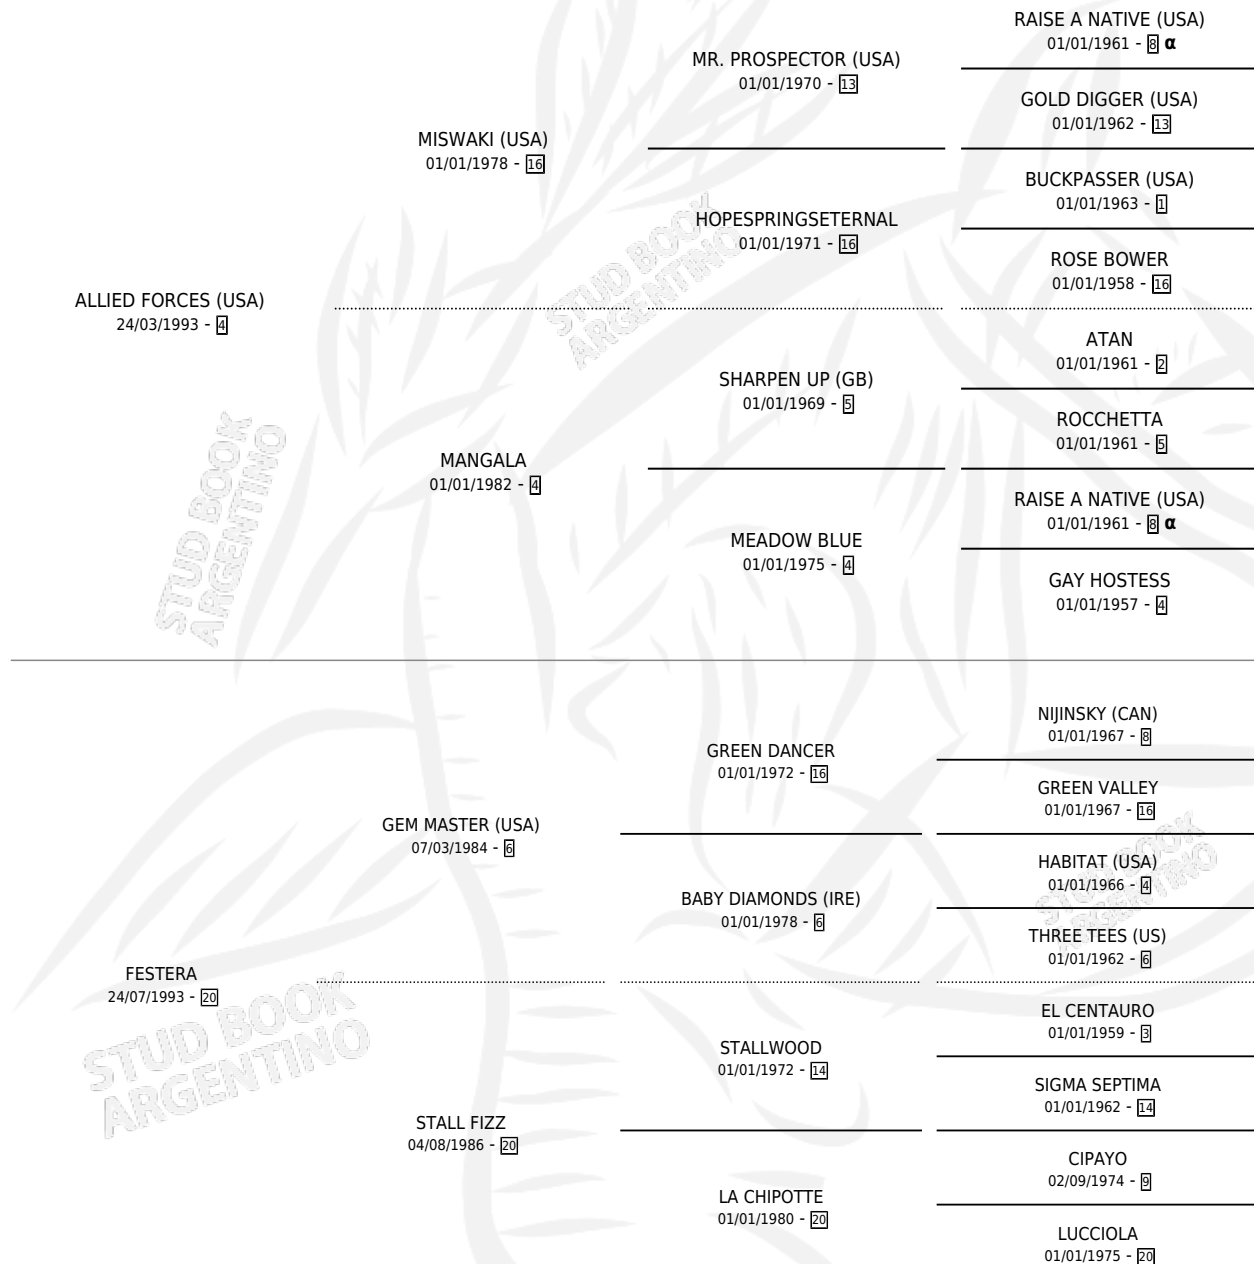 RAISE A NATIVE (USA)
01/01/1961 - 8 α
MR. PROSPECTOR (USA)
01/01/1970 - 13
GOLD DIGGER (USA)
01/01/1962 - 13
MISWAKI (USA)
01/01/1978 - 16
BUCKPASSER (USA)
01/01/1963 - 1
HOPESPRINGSETERNAL
01/01/1971 - 16
ROSE BOWER
01/01/1958 - 16
ALLIED FORCES (USA)
24/03/1993 - 4
ATAN
01/01/1961 - 2
SHARPEN UP (GB)
01/01/1969 - 5
ROCCHETTA
01/01/1961 - 5
MANGALA
01/01/1982 - 4
RAISE A NATIVE (USA)
01/01/1961 - 8 α
MEADOW BLUE
01/01/1975 - 4
GAY HOSTESS
01/01/1957 - 4
NIJINSKY (CAN)
01/01/1967 - 8
GREEN DANCER
01/01/1972 - 16
GREEN VALLEY
01/01/1967 - 16
GEM MASTER (USA)
07/03/1984 - 6
HABITAT (USA)
01/01/1966 - 4
BABY DIAMONDS (IRE)
01/01/1978 - 6
THREE TEES (US)
01/01/1962 - 6
FESTERA
24/07/1993 - 20
EL CENTAURO
01/01/1959 - 3
STALLWOOD
01/01/1972 - 14
SIGMA SEPTIMA
01/01/1962 - 14
STALL FIZZ
04/08/1986 - 20
CIPAYO
02/09/1974 - 9
LA CHIPOTTE
01/01/1980 - 20
LUCCIOLA
01/01/1975 - 20
STUD BOOK
ARGENTINO
STUD BOOK
ARGENTINO
STUD BOOK
ARGENTINO
STUD BOOK
ARGENTINO